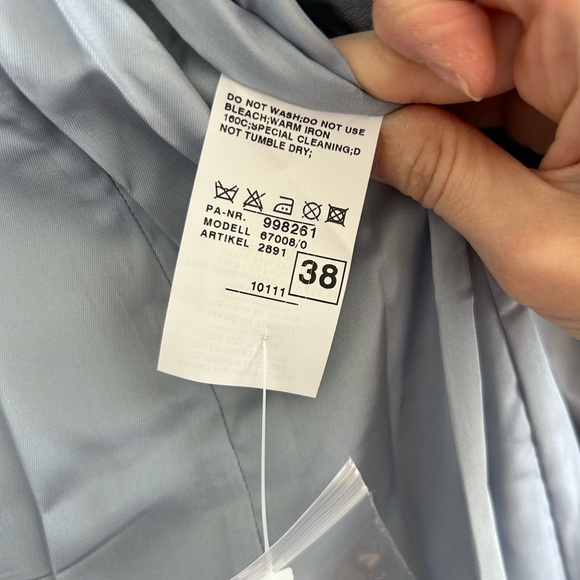 DO NOT WASH;DO NOT USE
BLEACH;WARM IRON
160C;SPECIAL CLEANING;D
NOT TUMBLE DRY;
PA-NR. 998261
MODELL 67008/0
ARTIKEL 2891
38
10111